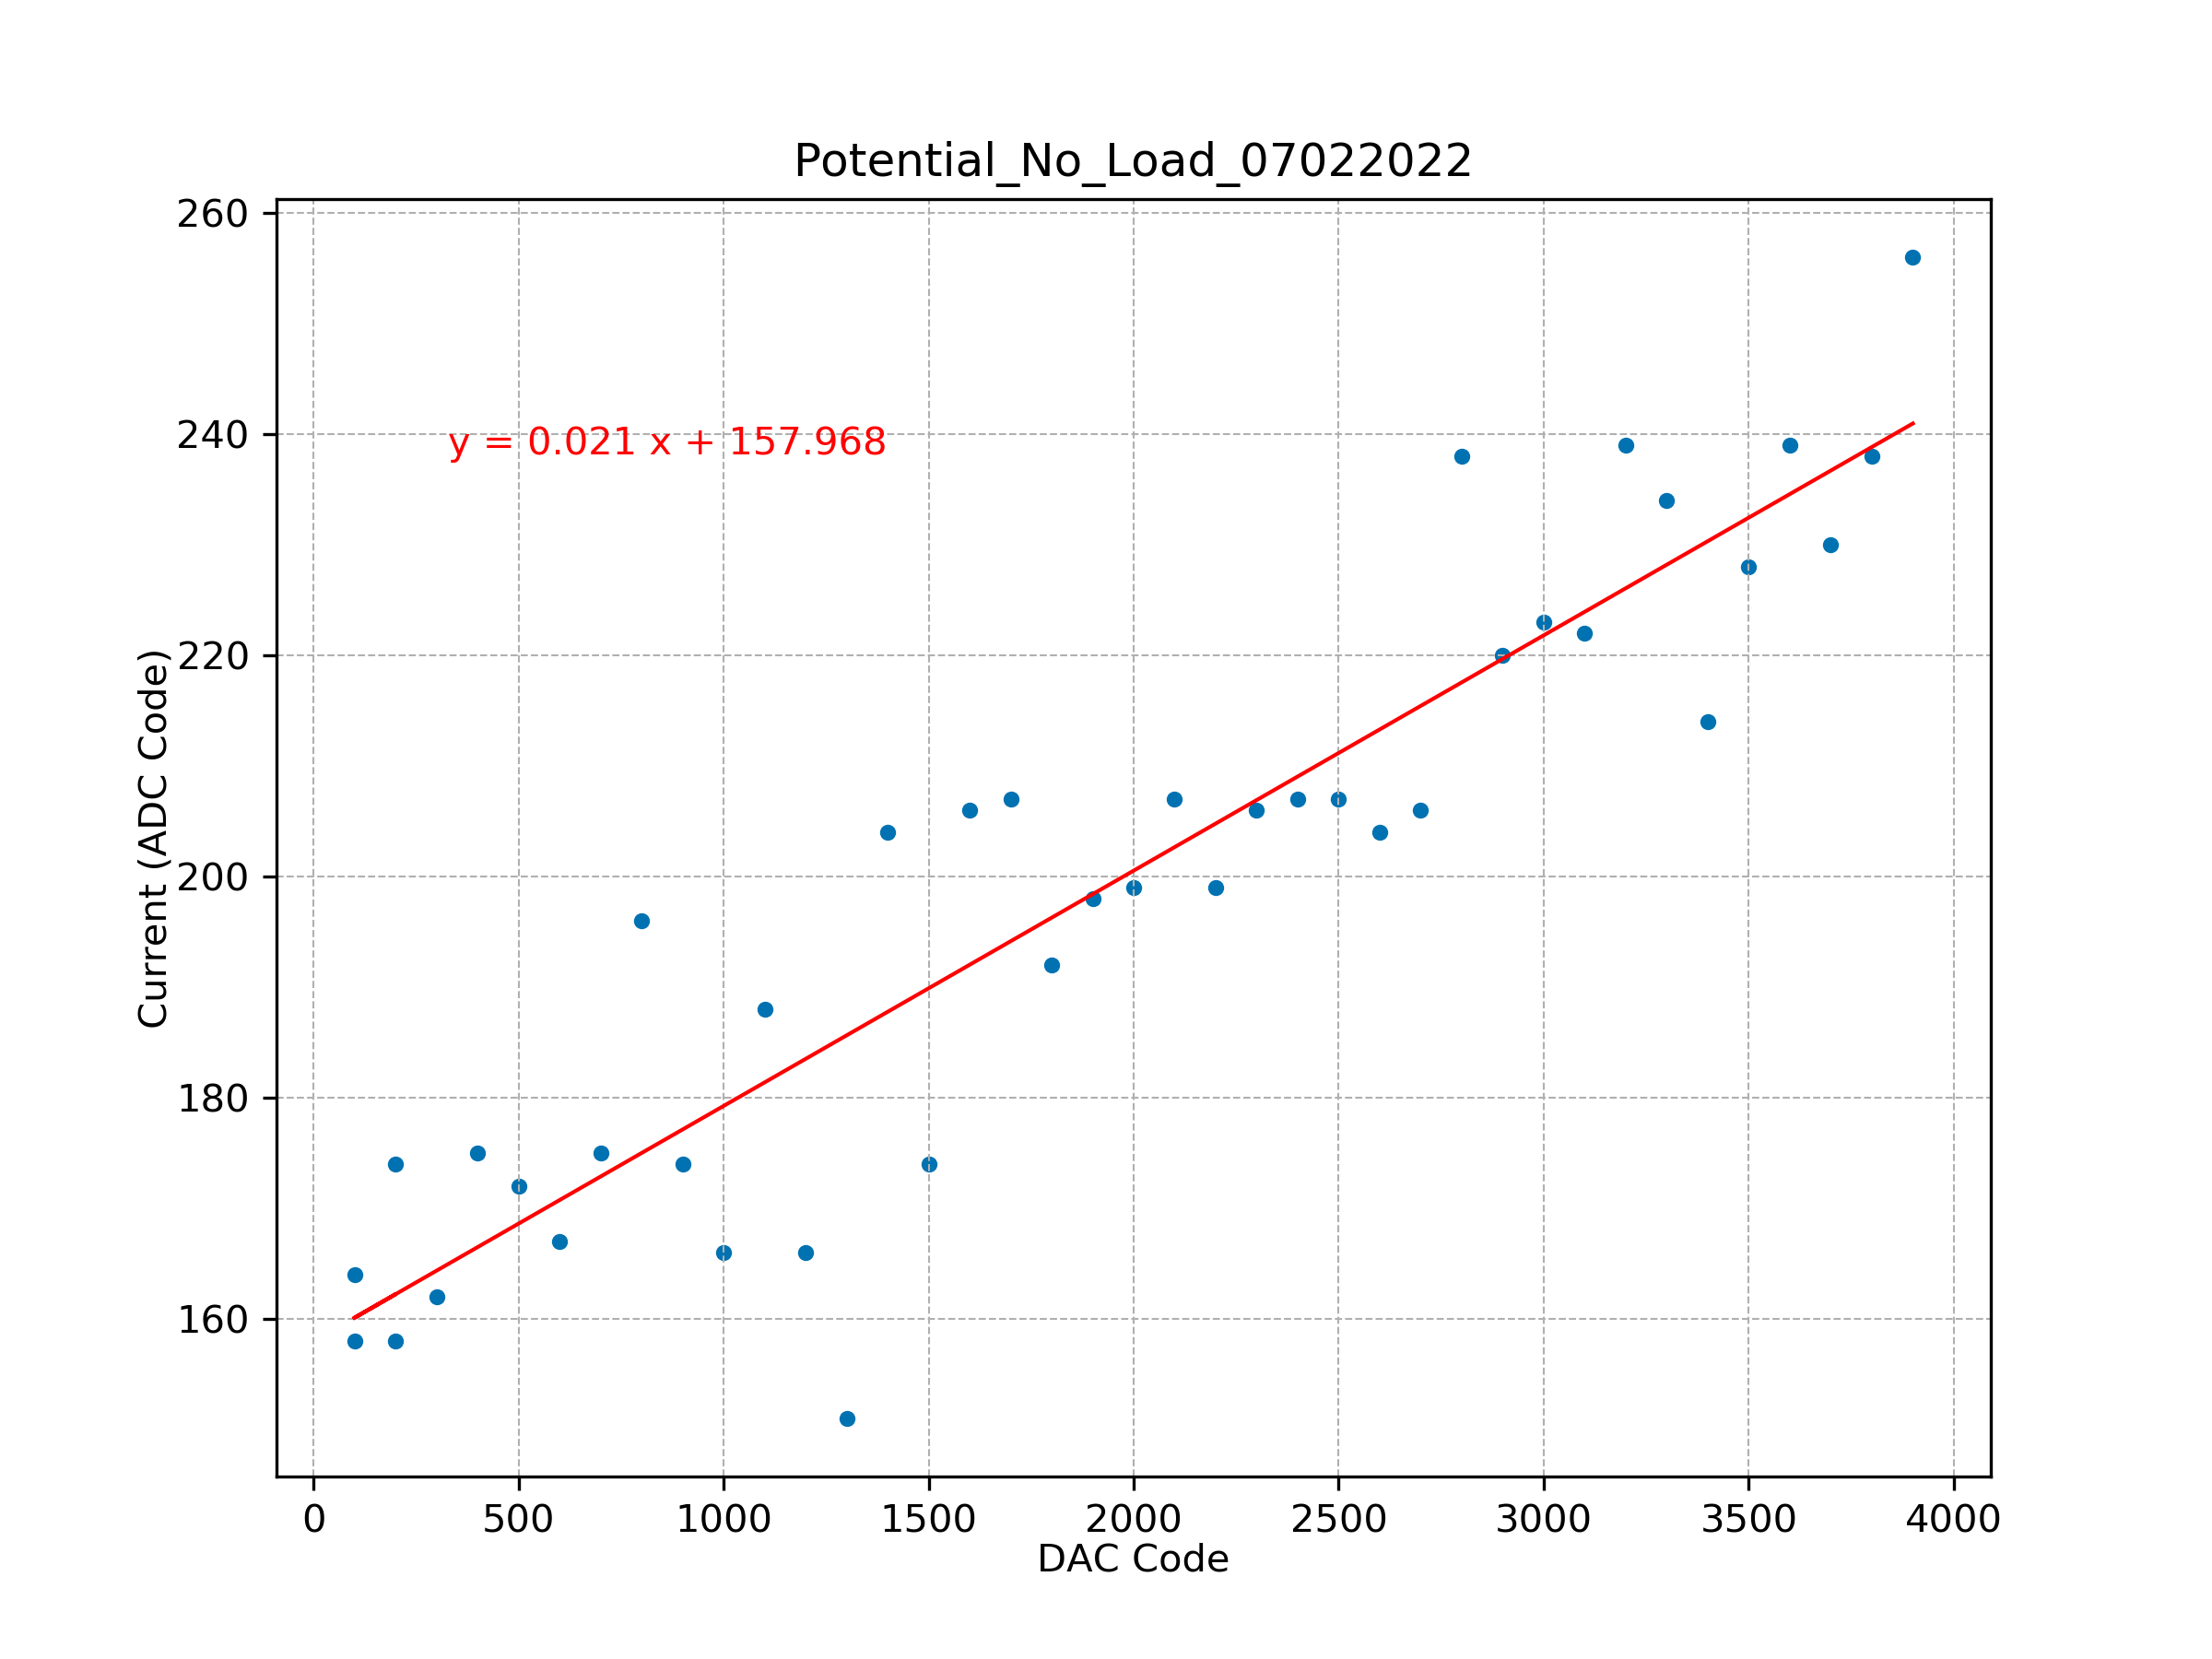 Potential_No_Load_07022022
260
240
220
200
180
160
y = 0.021 x + 157.968
Current (ADC Code)
0 500 1000 1500 2000 2500 3000 3500 4000
DAC Code